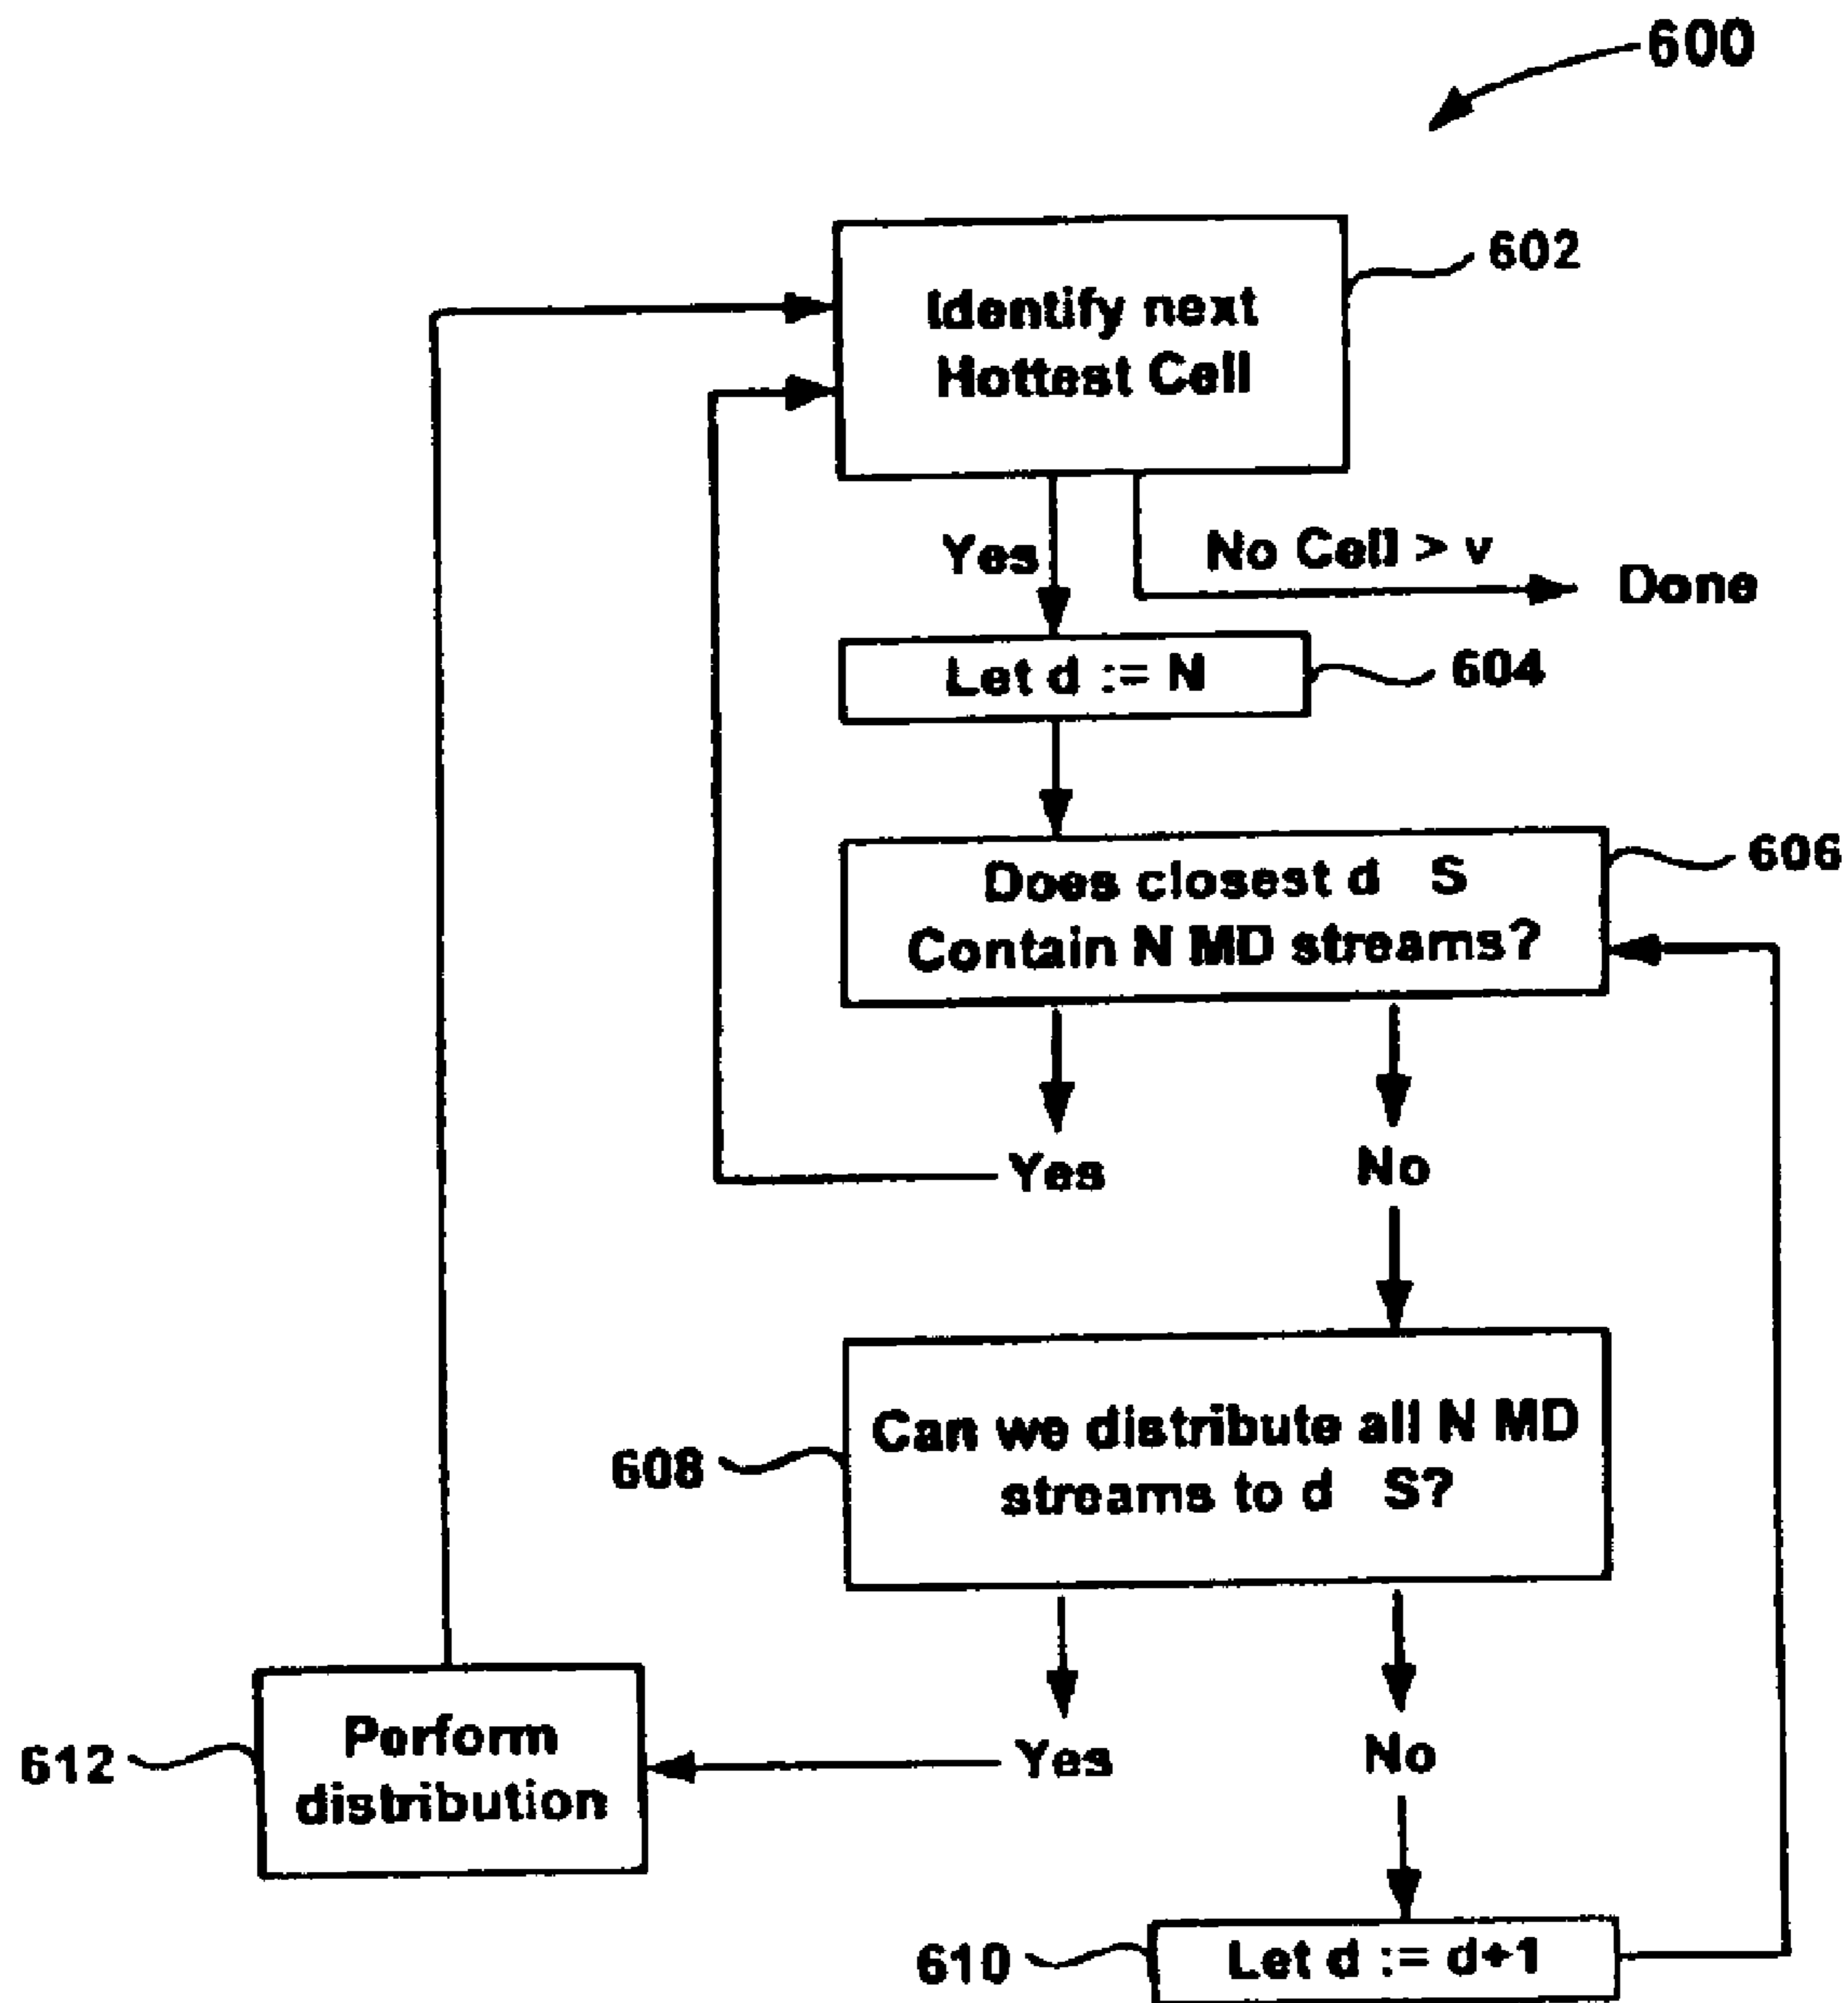 600
602
Identify next
Hottest Cell
Yes
No Cell > v
Done
Let d := N
604
606
Does closest d S
Contain N MD streams?
Yes
No
608
Can we distribute all N MD
streams to d S?
612
Perform
distribution
Yes
No
610
Let d := d+1